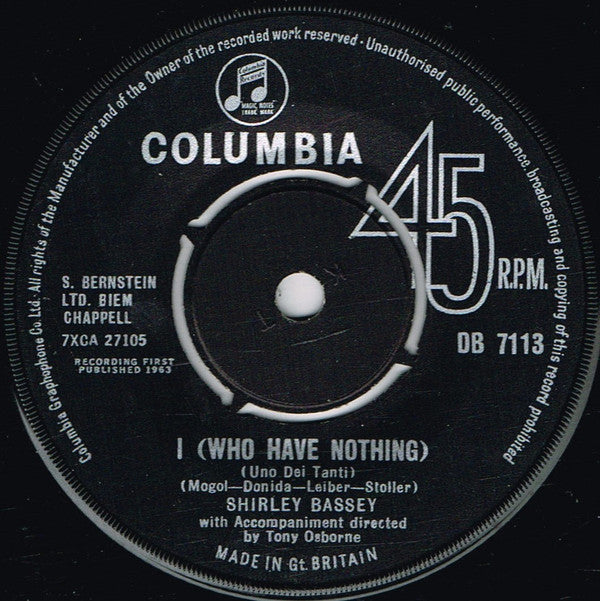 Columbia Graphophone Co. Ltd. All rights of the Manufacturer and of the Owner of the recorded work reserved · Unauthorised public performance, broadcasting and copying of this record prohibited
Columbia
Records
MAGIC NOTES
TRADE MARK
COLUMBIA
45
R.P.M.
S. BERNSTEIN
LTD. BIEM
CHAPPELL
7XCA 27105
RECORDING FIRST
PUBLISHED 1963
DB 7113
I (WHO HAVE NOTHING)
(Uno Dei Tanti)
(Mogol—Donida—Leiber—Stoller)
SHIRLEY BASSEY
with Accompaniment directed
by Tony Osborne
MADE IN Gt. BRITAIN